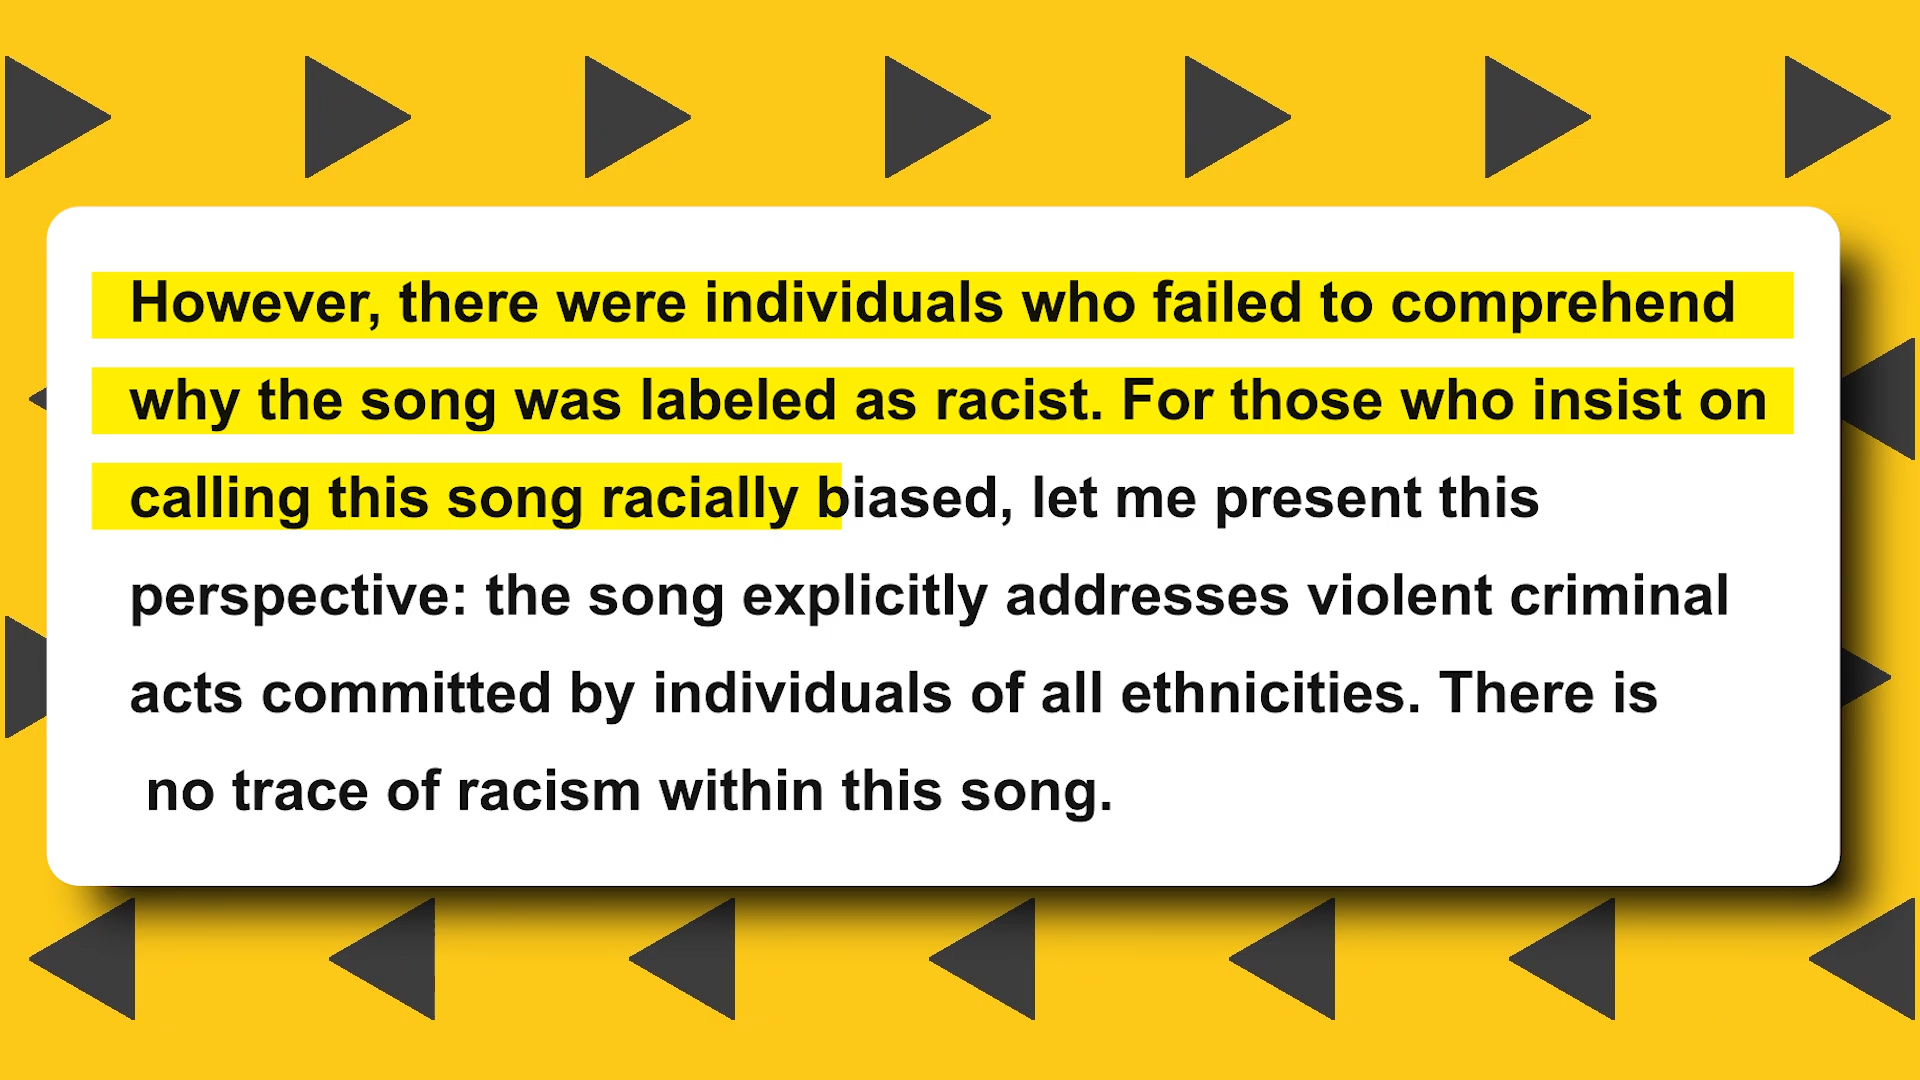 However, there were individuals who failed to comprehend
why the song was labeled as racist. For those who insist on
calling this song racially biased, let me present this
perspective: the song explicitly addresses violent criminal
acts committed by individuals of all ethnicities. There is
no trace of racism within this song.